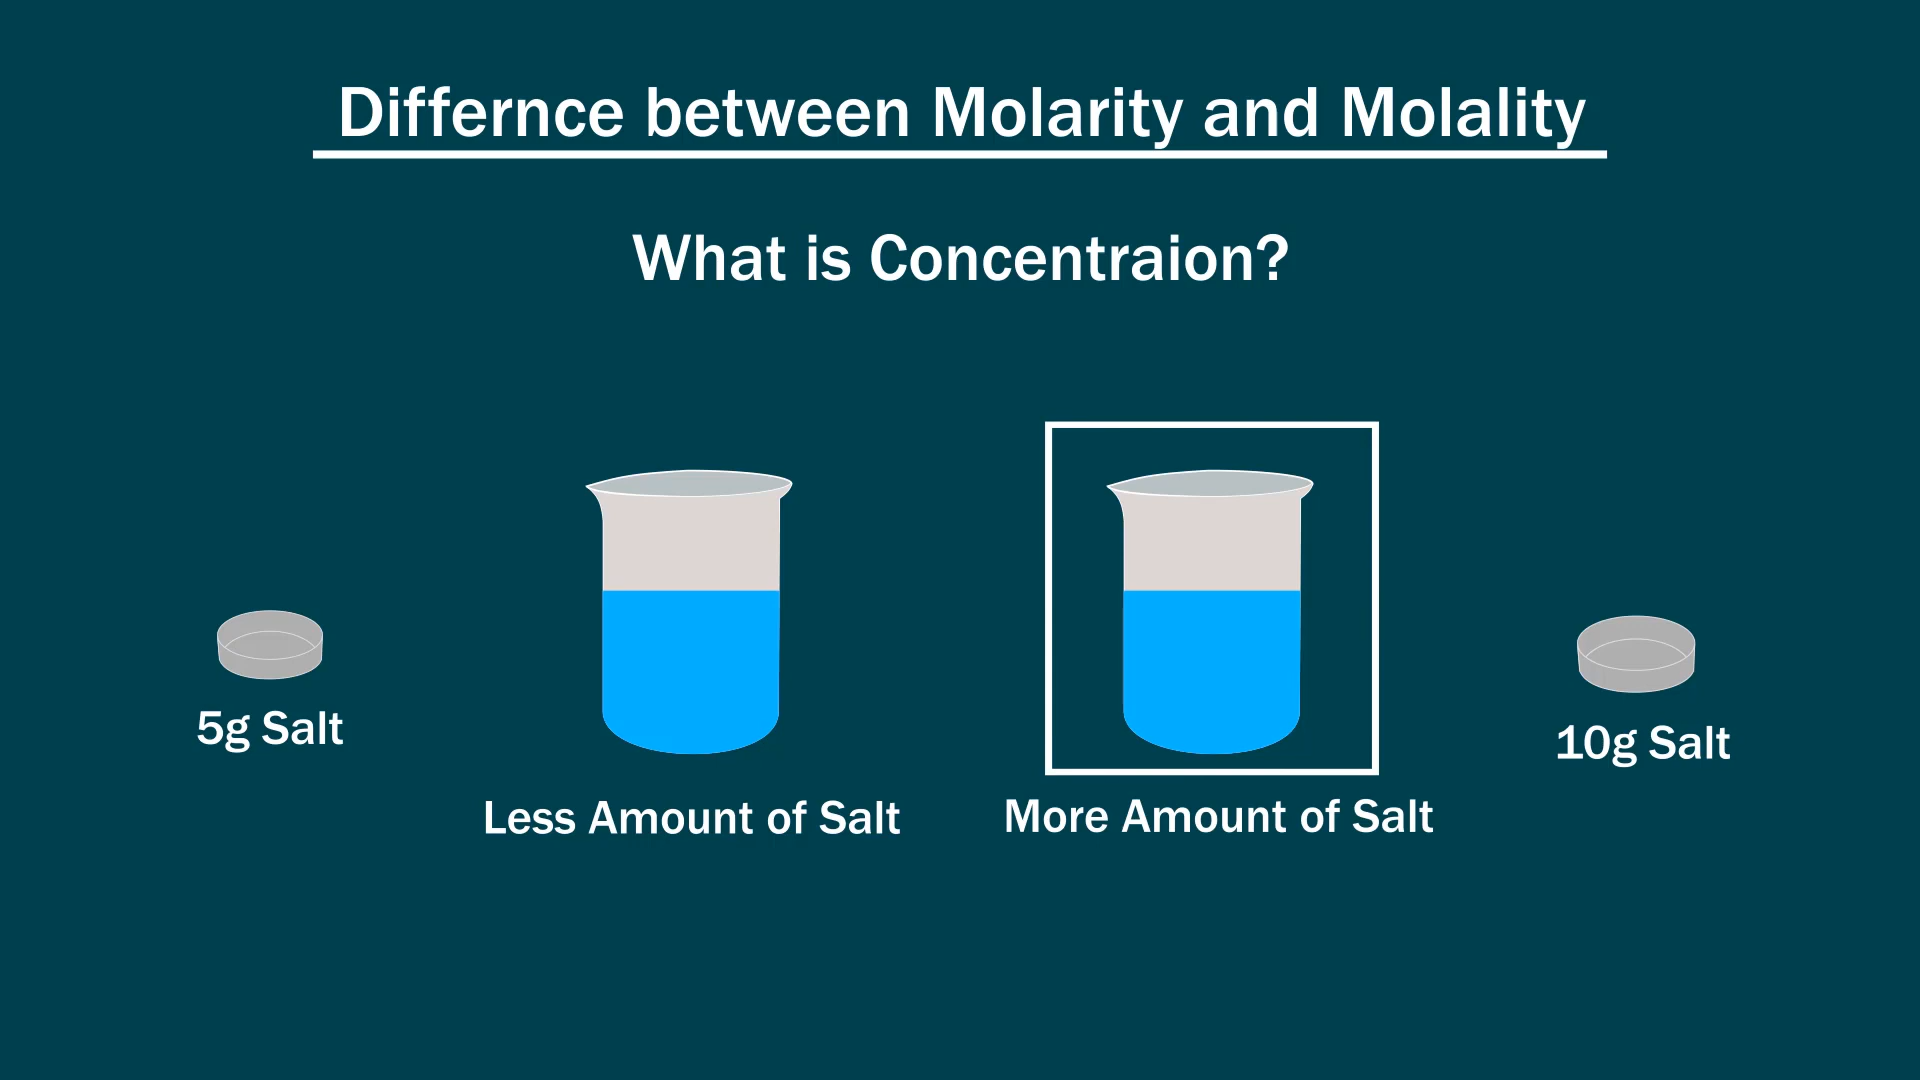 Differnce between Molarity and Molality
What is Concentraion?
5g Salt
10g Salt
Less Amount of Salt
More Amount of Salt